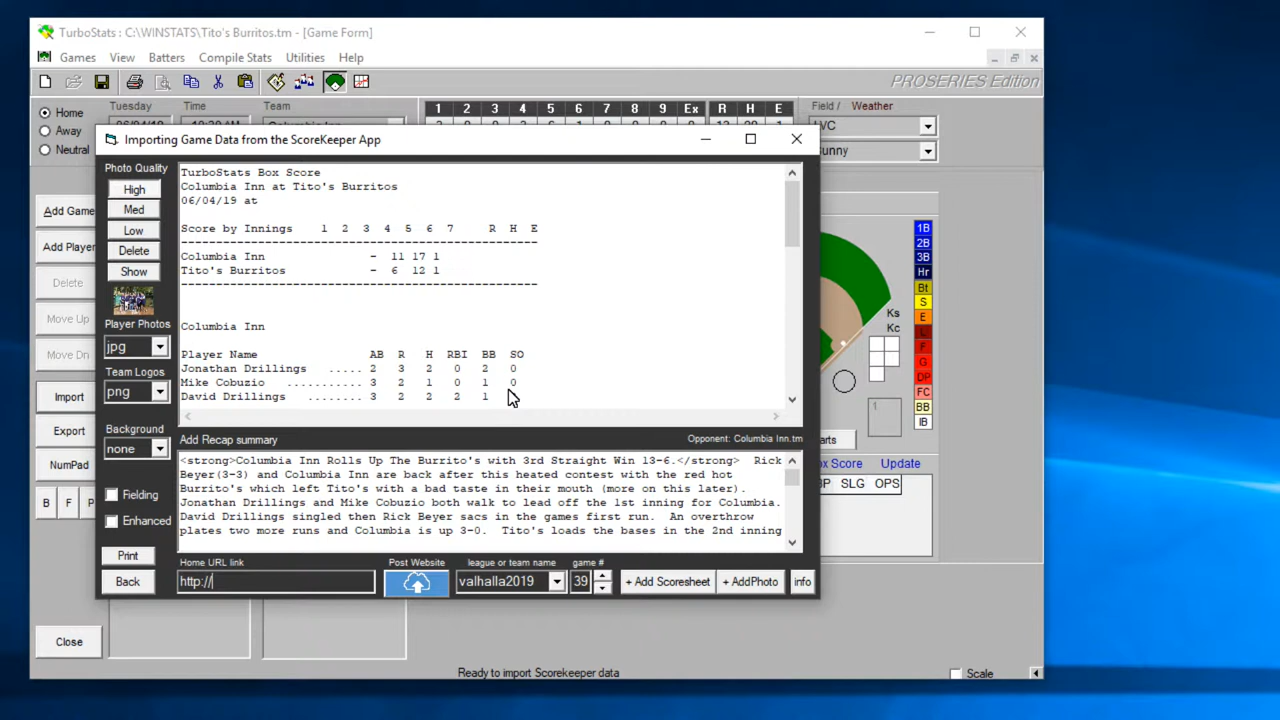 TurboStats : C:\WINSTATS\Tito's Burritos.tm - [Game Form]
Games View Batters Compile Stats Utilities Help
PROSERIES Edition
Home Tuesday Time Team 1 2 3 4 5 6 7 8 9 Ex R H E Field / Weather
Away LVC
Neutral Sunny
Importing Game Data from the ScoreKeeper App
Add Game
Add Player
Delete
Move Up
Move Dn
Import
Export
NumPad
B F P
Close
Photo Quality
High
Med
Low
Delete
Show
Player Photos
jpg
Team Logos
png
Background
none
Fielding
Enhanced
Print
Back
TurboStats Box Score
Columbia Inn at Tito's Burritos
06/04/19 at
Score by Innings 1 2 3 4 5 6 7 R H E
-----------------------------------------------
Columbia Inn - 11 17 1
Tito's Burritos - 6 12 1
-----------------------------------------------
Columbia Inn
Player Name AB R H RBI BB SO
Jonathan Drillings ..... 2 3 2 0 2 0
Mike Cobuzio ........... 3 2 1 0 1 0
David Drillings ........ 3 2 2 2 1
Add Recap summary Opponent: Columbia Inn.tm
<strong>Columbia Inn Rolls Up The Burrito's with 3rd Straight Win 13-6.</strong> Rick
Beyer(3-3) and Columbia Inn are back after this heated contest with the red hot
Burrito's which left Tito's with a bad taste in their mouth (more on this later).
Jonathan Drillings and Mike Cobuzio both walk to lead off the 1st inning for Columbia.
David Drillings singled then Rick Beyer sacs in the games first run. An overthrow
plates two more runs and Columbia is up 3-0. Tito's loads the bases in the 2nd inning
Home URL link Post Website league or team name game #
http:// valhalla2019 39 + Add Scoresheet + AddPhoto info
1B
2B
3B
Hr
Bt
S
E
L
F
G
DP
FC
BB
IB
Ks
Kc
1
arts
Box Score Update
SLG OPS
Ready to import Scorekeeper data
Scale